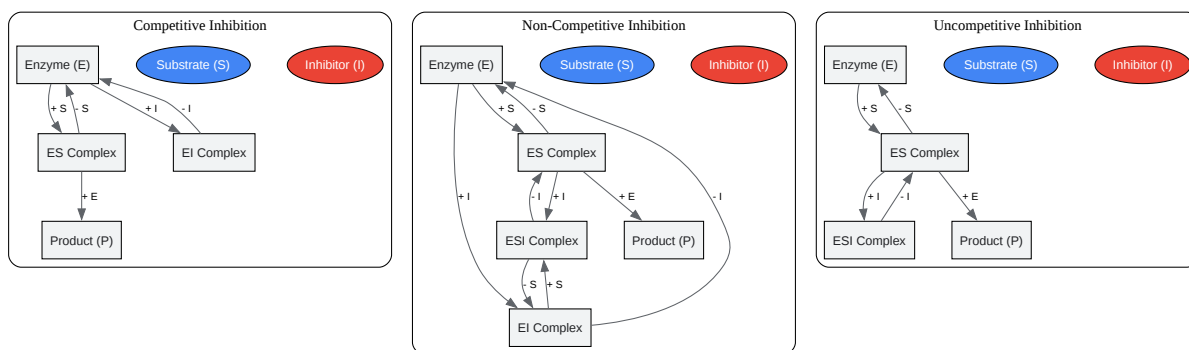 Competitive Inhibition
Enzyme (E)
Substrate (S)
Inhibitor (I)
+ S
- S
+ I
- I
ES Complex
EI Complex
+ E
Product (P)
Non-Competitive Inhibition
Enzyme (E)
Substrate (S)
Inhibitor (I)
+ S
- S
ES Complex
+ I
- I
+ I
+ E
- I
ESI Complex
Product (P)
- S
+ S
EI Complex
Uncompetitive Inhibition
Enzyme (E)
Substrate (S)
Inhibitor (I)
+ S
- S
ES Complex
+ I
- I
+ E
ESI Complex
Product (P)